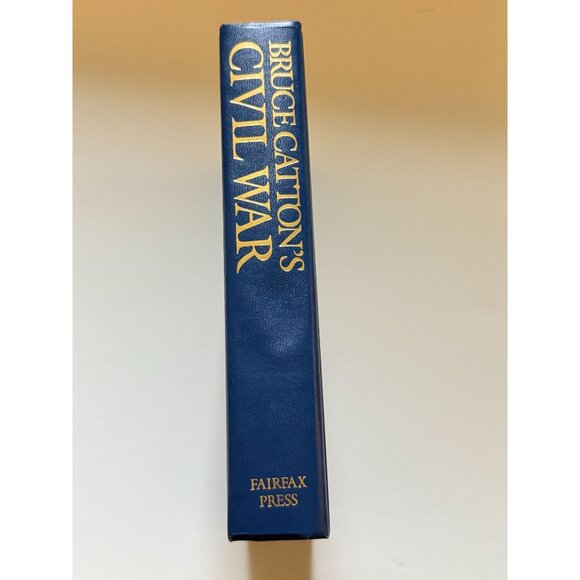 BRUCE CATTON'S
CIVIL WAR
FAIRFAX
PRESS